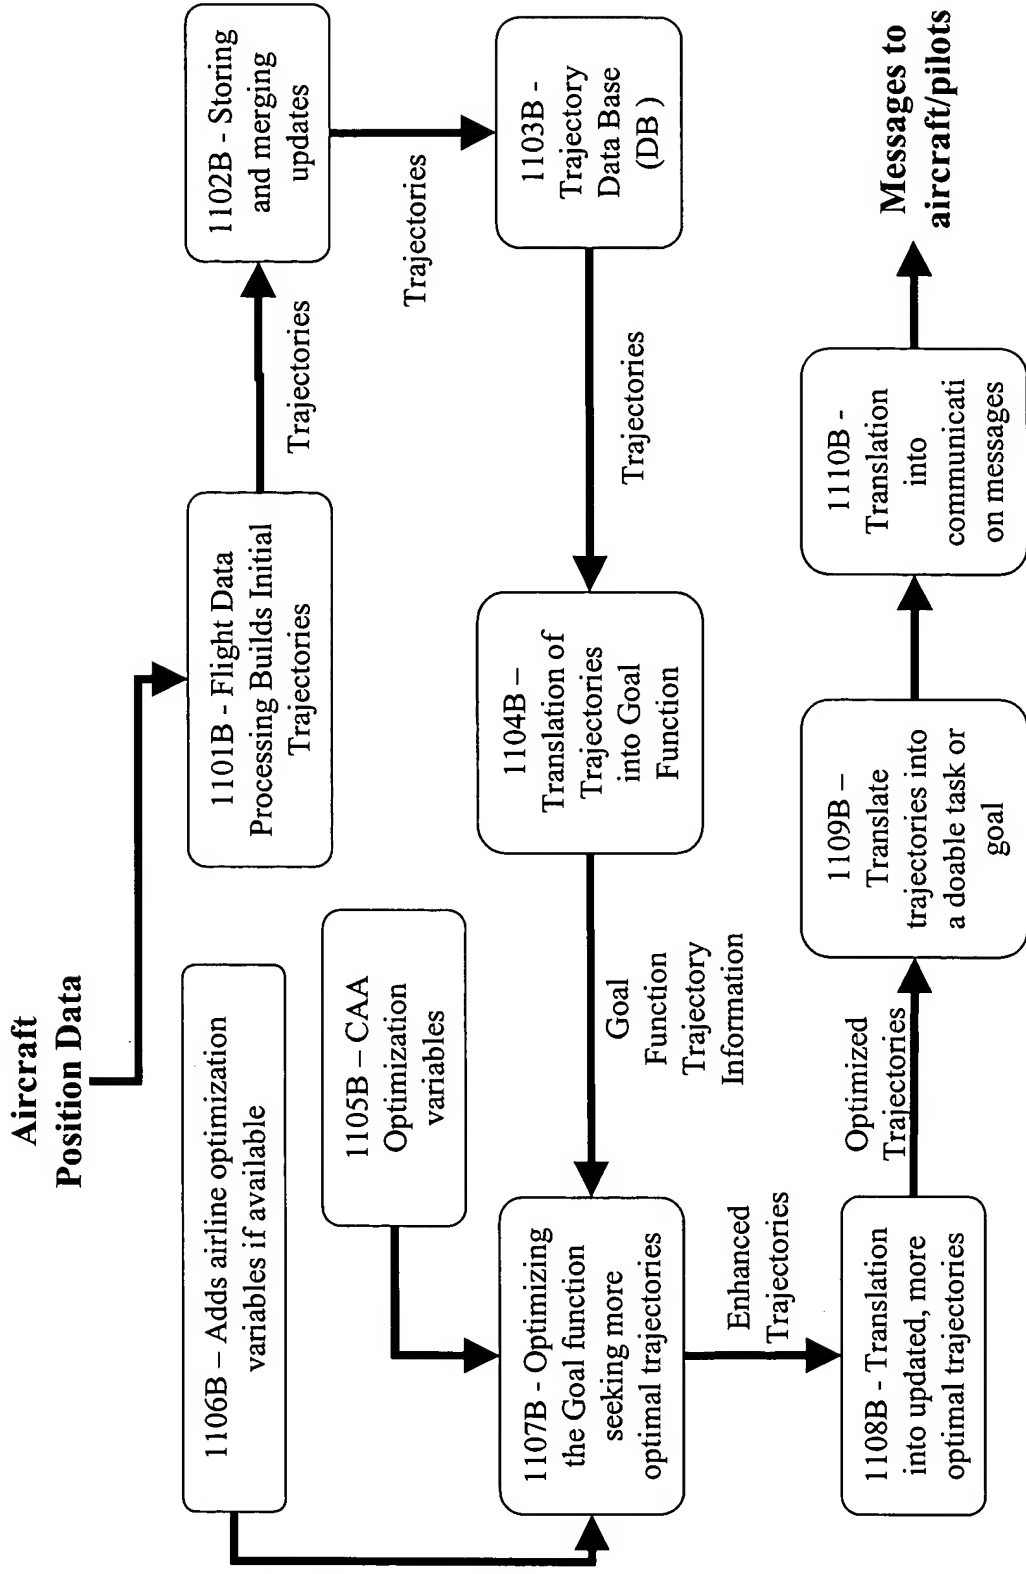 Aircraft
Position Data
1106B – Adds airline optimization
variables if available
1101B - Flight Data
Processing Builds Initial
Trajectories
Trajectories
1102B - Storing
and merging
updates
1105B – CAA
Optimization
variables
Trajectories
1107B - Optimizing
the Goal function
seeking more
optimal trajectories
Goal
Function
Trajectory
Information
1104B –
Translation of
Trajectories
into Goal
Function
Trajectories
1103B -
Trajectory
Data Base
(DB )
Enhanced
Trajectories
1108B - Translation
into updated, more
optimal trajectories
Optimized
Trajectories
1109B –
Translate
trajectories into
a doable task or
goal
1110B -
Translation
into
communicati
on messages
Messages to
aircraft/pilots